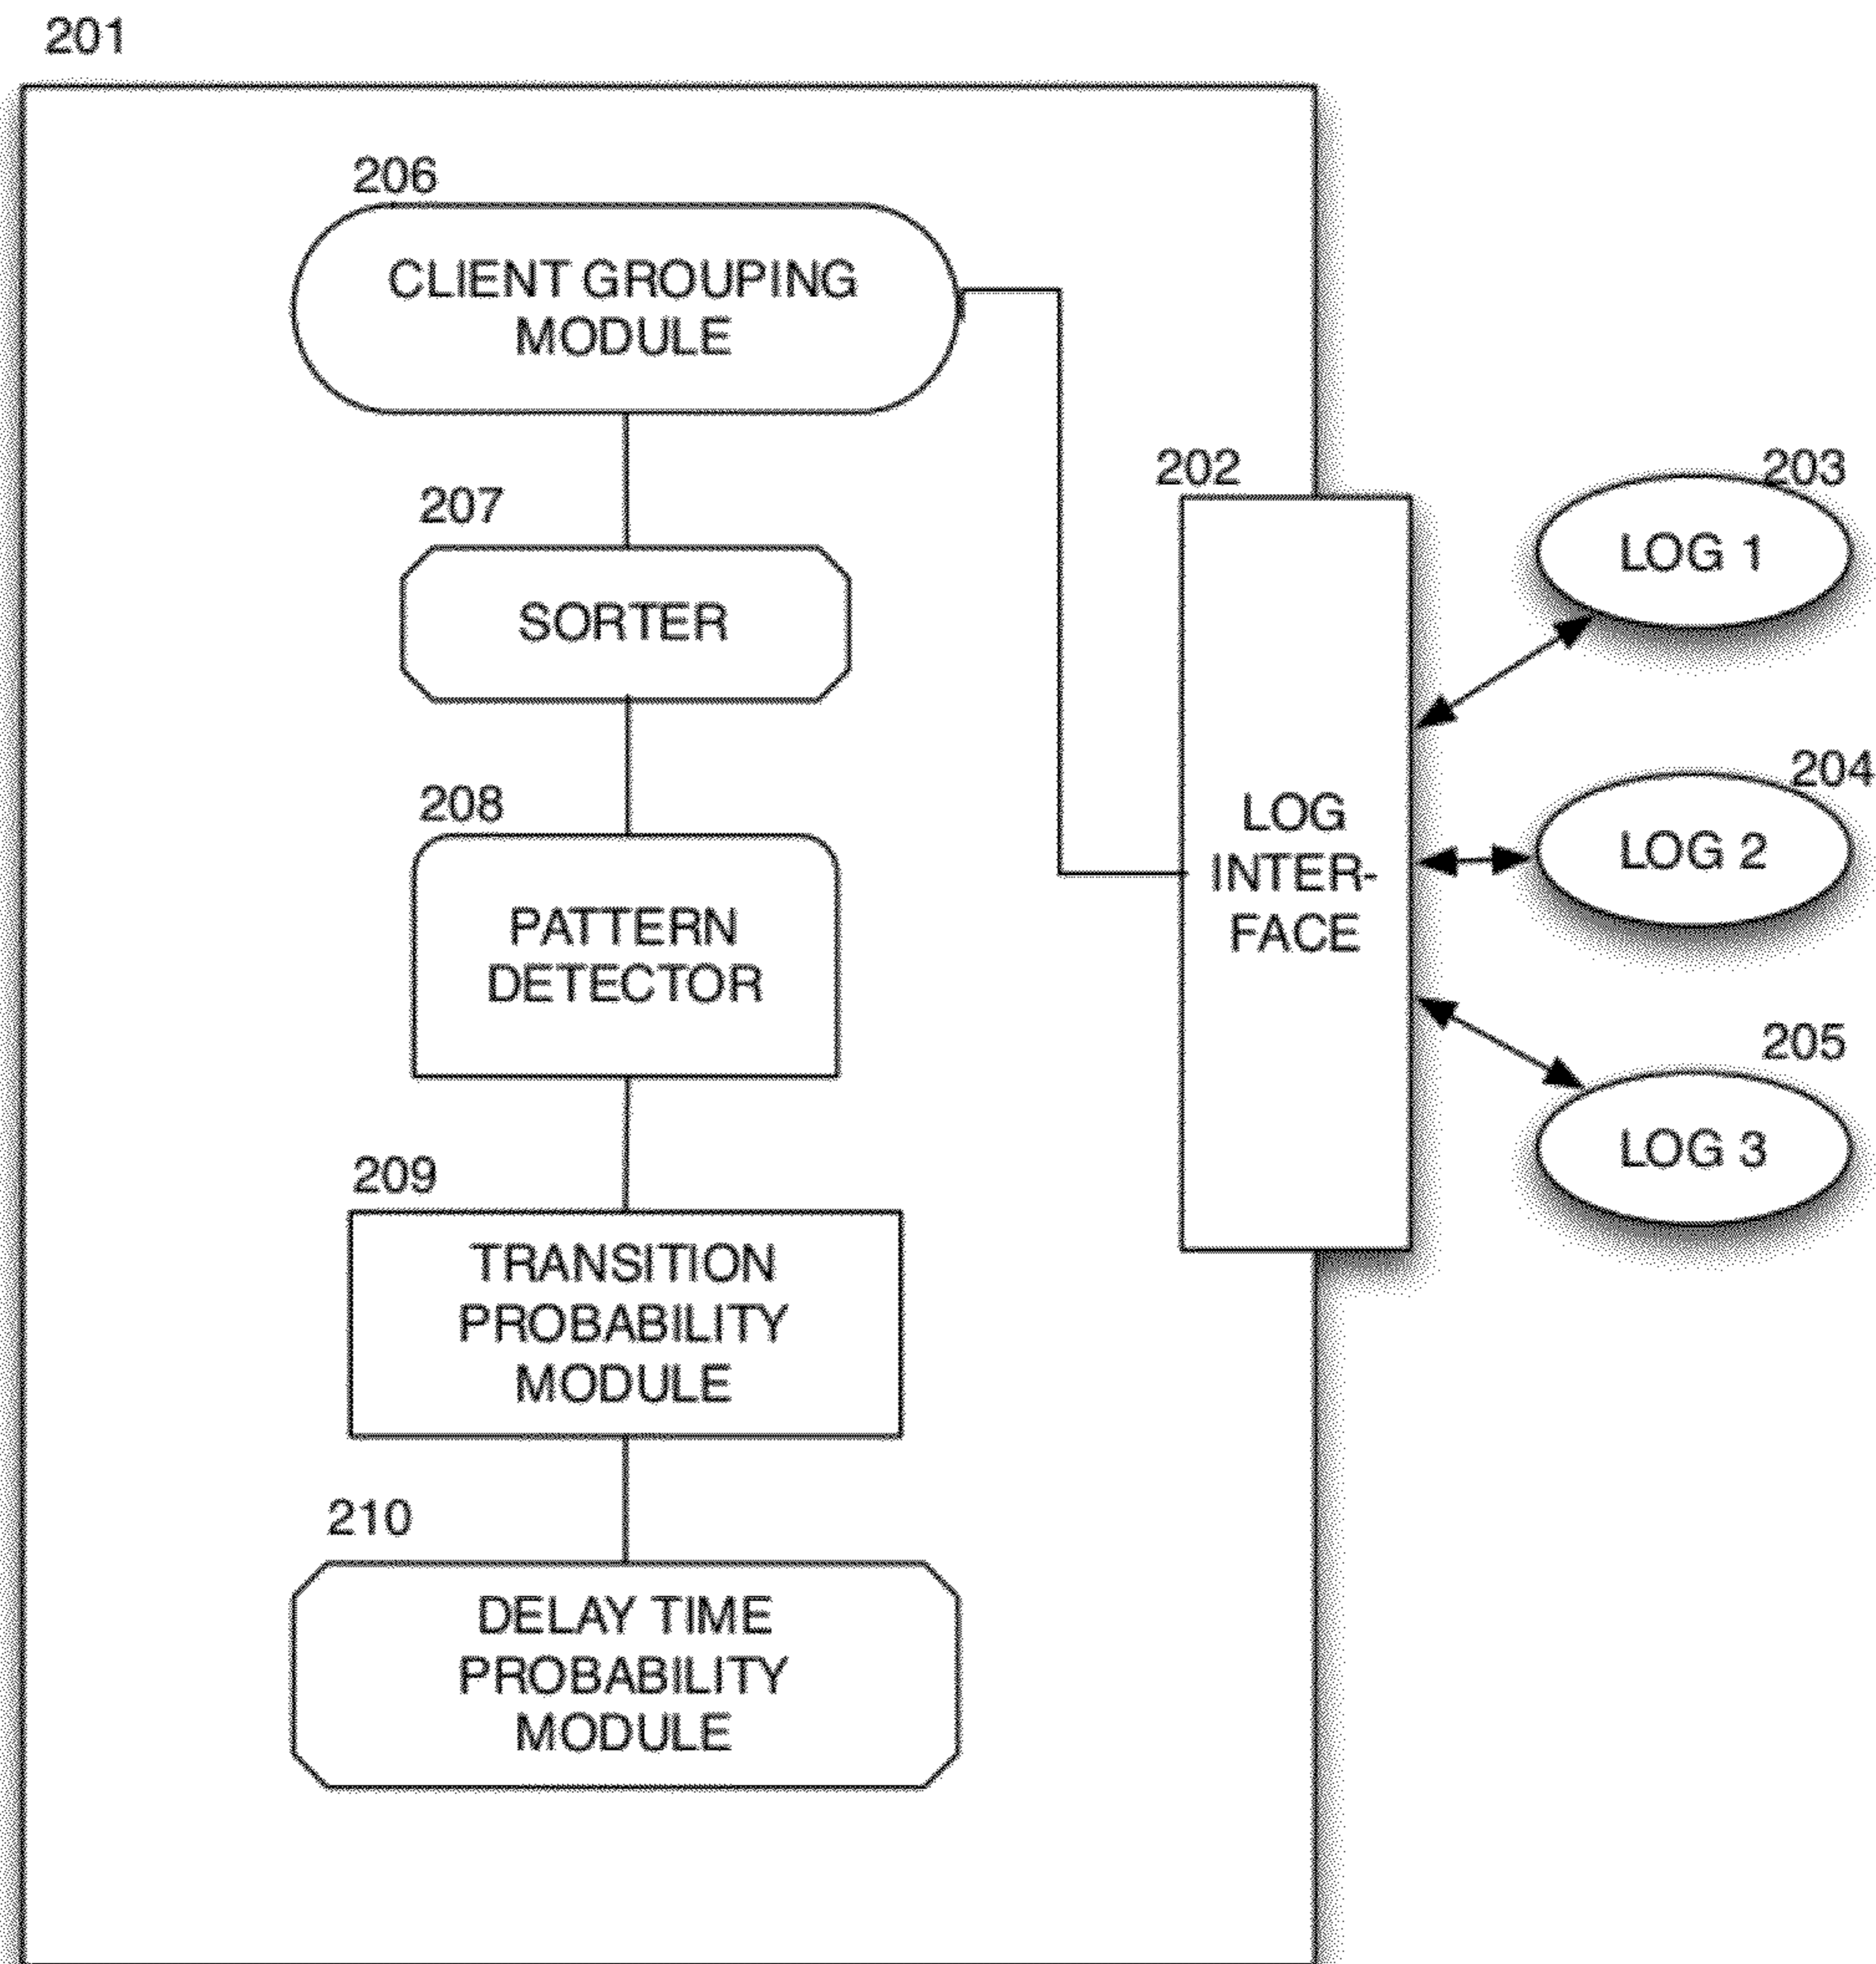 201
206
CLIENT GROUPING
MODULE
207
SORTER
208
PATTERN
DETECTOR
209
TRANSITION
PROBABILITY
MODULE
210
DELAY TIME
PROBABILITY
MODULE
202
LOG
INTER-
FACE
203
LOG 1
204
LOG 2
205
LOG 3